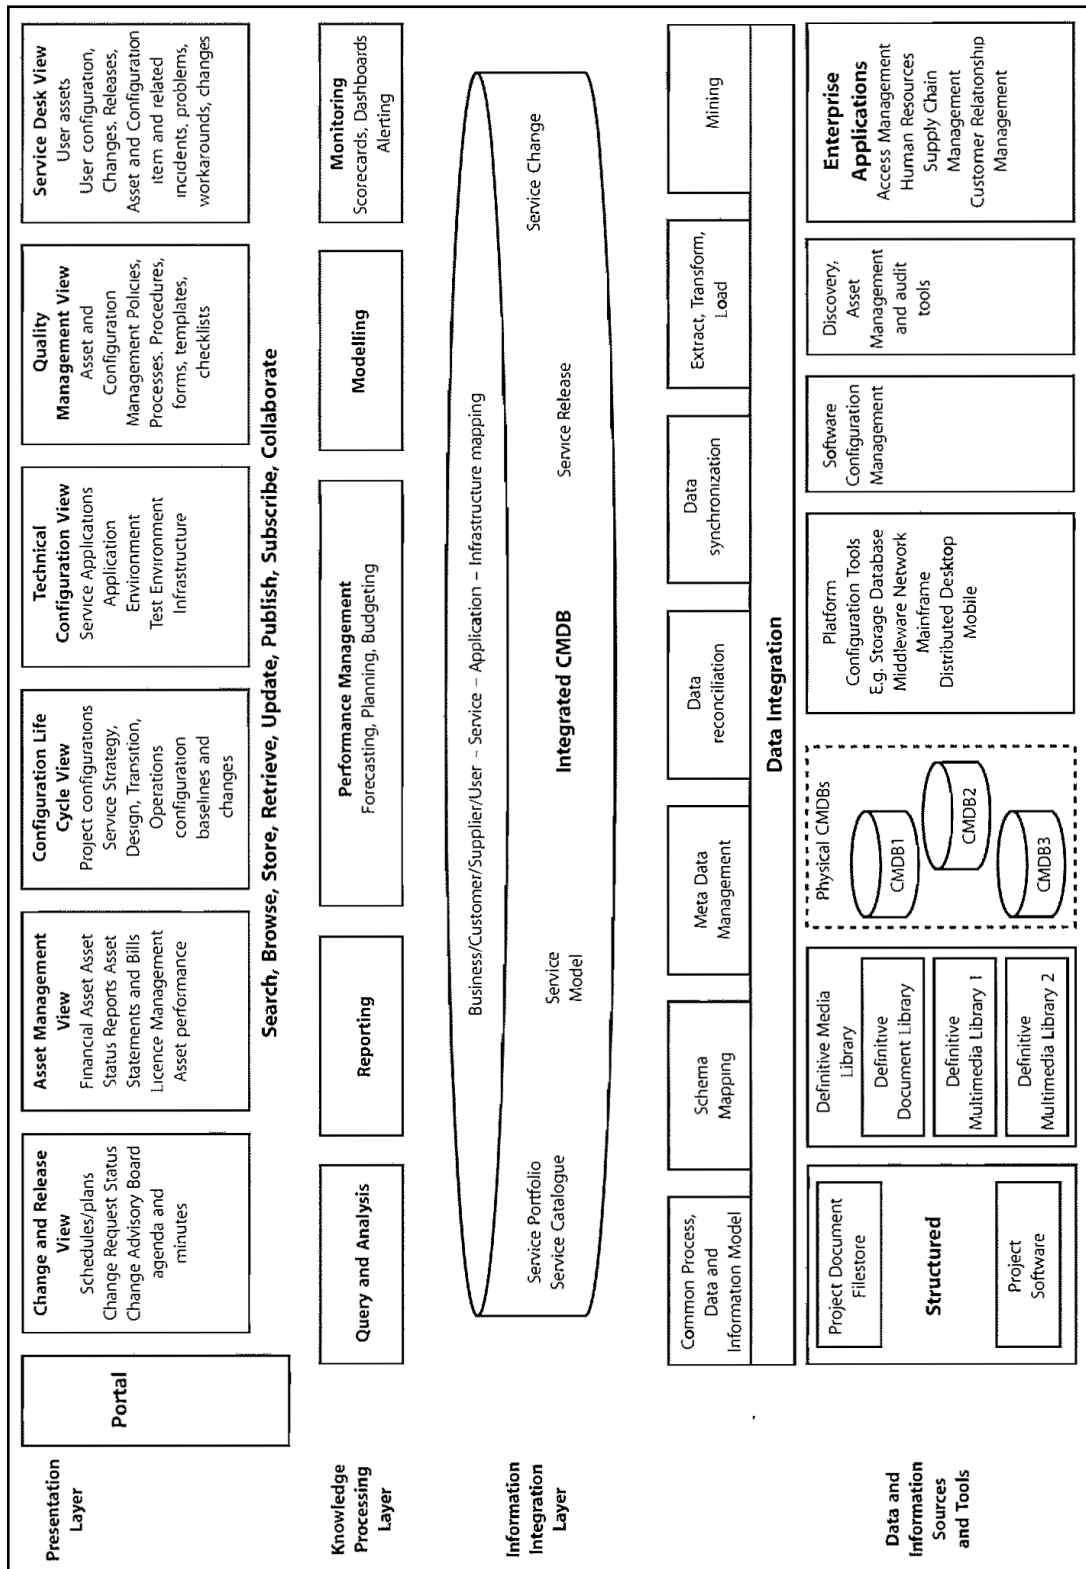 Presentation
Layer
Portal
Change and Release
View
Schedules/plans
Change Request Status
Change Advisory Board
agenda and
minutes
Asset Management
View
Financial Asset Asset
Status Reports Asset
Statements and Bills
Licence Management
Asset performance
Configuration Life
Cycle View
Project configurations
Service Strategy,
Design, Transition,
Operations
configuration
baselines and
changes
Technical
Configuration View
Service Applications
Application
Environment
Test Environment
Infrastructure
Quality
Management View
Asset and
Configuration
Management Policies,
Processes. Procedures,
forms, templates,
checklists
Service Desk View
User assets
User configuration,
Changes, Releases,
Asset and Configuration
item and related
incidents, problems,
workarounds, changes
Search, Browse, Store, Retrieve, Update, Publish, Subscribe, Collaborate
Knowledge
Processing
Layer
Query and Analysis
Reporting
Performance Management
Forecasting, Planning, Budgeting
Modelling
Monitoring
Scorecards, Dashboards
Alerting
Information
Integration
Layer
Business/Customer/Supplier/User – Service – Application – Infrastructure mapping
Service Portfolio
Service Catalogue
Service
Model
Integrated CMDB
Service Release
Service Change
Common Process,
Data and
Information Model
Schema
Mapping
Meta Data
Management
Data
reconciliation
Data
synchronization
Extract, Transform,
Load
Mining
Data Integration
Data and
Information
Sources
and Tools
Project Document
Filestore
Structured
Project
Software
Definitive Media
Library
Definitive
Document Library
Definitive
Multimedia Library 1
Definitive
Multimedia Library 2
Physical CMDBs
CMDB1
CMDB2
CMDB3
Platform
Configuration Tools
E.g. Storage Database
Middleware Network
Mainframe
Distributed Desktop
Mobile
Software
Configuration
Management
Discovery,
Asset
Management
and audit
tools
Enterprise
Applications
Access Management
Human Resources
Supply Chain
Management
Customer Relationship
Management